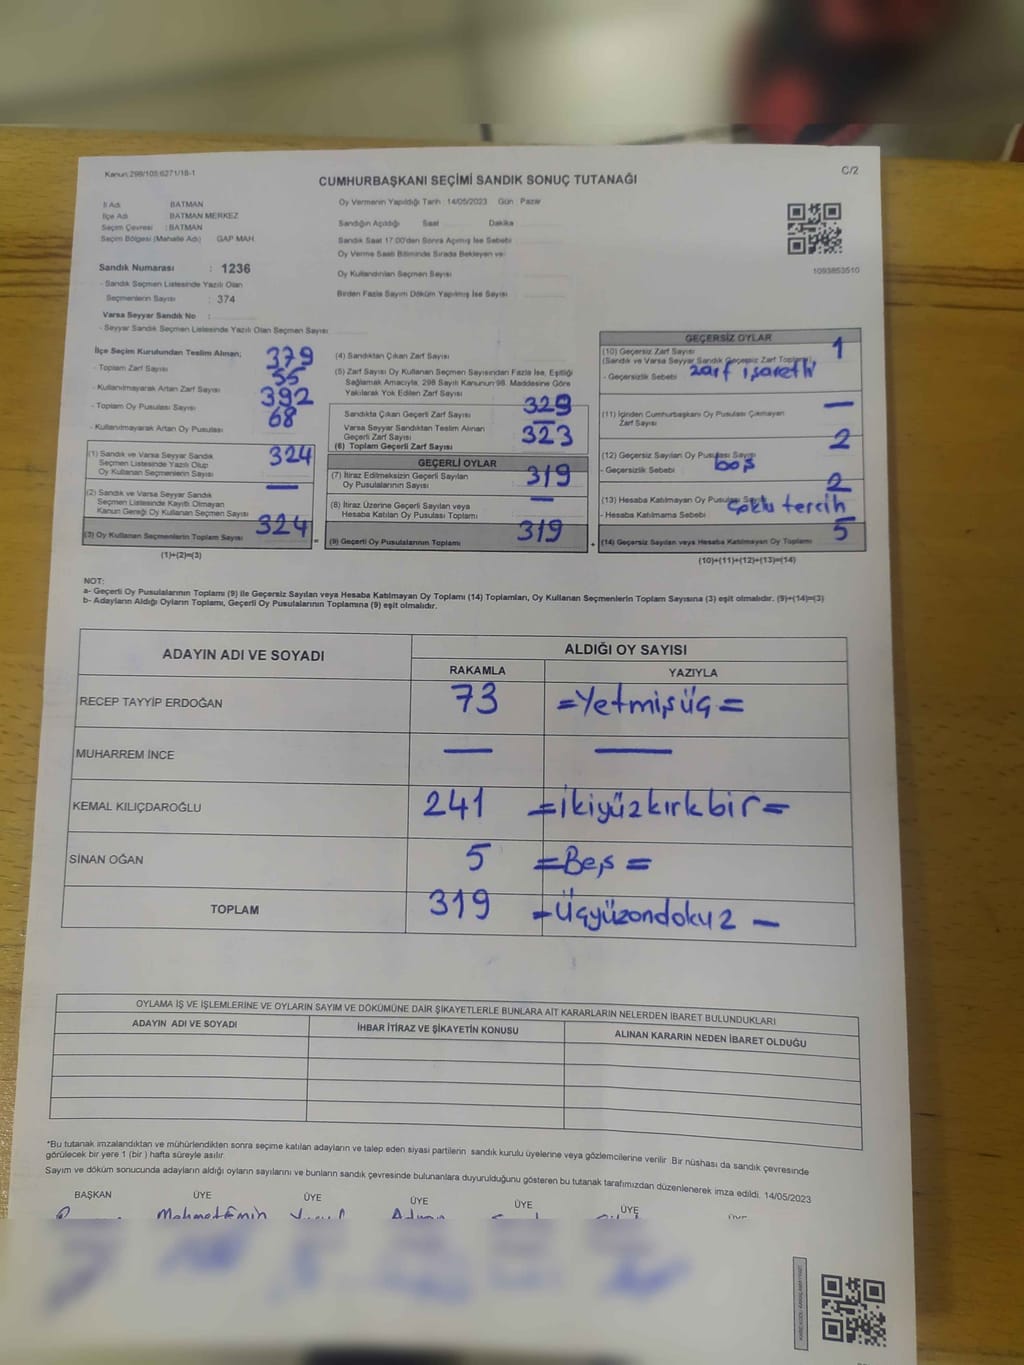 Kanun:298/105:6271/18-1
C/2
CUMHURBAŞKANI SEÇİMİ SANDIK SONUÇ TUTANAĞI
İl Adı BATMAN
İlçe Adı BATMAN MERKEZ
Seçim Çevresi : BATMAN
Seçim Bölgesi (Mahalle Adı) GAP MAH.
Sandık Numarası : 1236
- Sandık Seçmen Listesinde Yazılı Olan
Seçmenlerin Sayısı : 374
Varsa Seyyar Sandık No :
- Seyyar Sandık Seçmen Listesinde Yazılı Olan Seçmen Sayısı
Oy Vermenin Yapıldığı Tarih : 14/05/2023 Gün : Pazar
Sandığın Açıldığı Saat Dakika
Sandık Saat 17.00'den Sonra Açılmış İse Sebebi
Oy Verme Saati Bitiminde Sırada Bekleyen ve
Oy Kullandırılan Seçmen Sayısı
Birden Fazla Sayım Döküm Yapılmış İse Sayısı
1093853510
İlçe Seçim Kurulundan Teslim Alınan;
- Toplam Zarf Sayısı 379
- Kullanılmayarak Artan Zarf Sayısı 55
- Toplam Oy Pusulası Sayısı 392
- Kullanılmayarak Artan Oy Pusulası 68
(1) Sandık ve Varsa Seyyar Sandık
Seçmen Listesinde Yazılı Olup
Oy Kullanan Seçmenlerin Sayısı 324
(2) Sandık ve Varsa Seyyar Sandık
Seçmen Listesinde Kayıtlı Olmayan
Kanun Gereği Oy Kullanan Seçmen Sayısı —
(3) Oy Kullanan Seçmenlerin Toplam Sayısı 324 =
(1)+(2)=(3)
(4) Sandıktan Çıkan Zarf Sayısı
(5) Zarf Sayısı Oy Kullanan Seçmen Sayısından Fazla İse, Eşitliği
Sağlamak Amacıyla, 298 Sayılı Kanunun 98. Maddesine Göre
Yakılarak Yok Edilen Zarf Sayısı
Sandıkta Çıkan Geçerli Zarf Sayısı 329
Varsa Seyyar Sandıktan Teslim Alınan
Geçerli Zarf Sayısı —
(6) Toplam Geçerli Zarf Sayısı 323
GEÇERLİ OYLAR
(7) İtiraz Edilmeksizin Geçerli Sayılan
Oy Pusulalarının Sayısı 319
(8) İtiraz Üzerine Geçerli Sayılan ve
Hesaba Katılan Oy Pusulası Toplamı —
(9) Geçerli Oy Pusulalarının Toplamı 319 +
GEÇERSİZ OYLAR
(10) Geçersiz Zarf Sayısı 1
(Sandık ve Varsa Seyyar Sandık Geçersiz Zarf Toplamı)
- Geçersizlik Sebebi zarf işaretli
(11) İçinden Cumhurbaşkanı Oy Pusulası Çıkmayan
Zarf Sayısı —
(12) Geçersiz Sayılan Oy Pusulası Sayısı 2
- Geçersizlik Sebebi boş
(13) Hesaba Katılmayan Oy Pusulası Sayısı 2
- Hesaba Katılmama Sebebi çoklu tercih
(14) Geçersiz Sayılan veya Hesaba Katılmayan Oy Toplamı 5
(10)+(11)+(12)+(13)=(14)
NOT:
a- Geçerli Oy Pusulalarının Toplamı (9) ile Geçersiz Sayılan veya Hesaba Katılmayan Oy Toplamı (14) Toplamları, Oy Kullanan Seçmenlerin Toplam Sayısına (3) eşit olmalıdır. (9)+(14)=(3)
b- Adayların Aldığı Oyların Toplamı, Geçerli Oy Pusulalarının Toplamına (9) eşit olmalıdır.
ADAYIN ADI VE SOYADI ALDIĞI OY SAYISI
RAKAMLA YAZIYLA
RECEP TAYYİP ERDOĞAN 73 =Yetmişüç=
MUHARREM İNCE — —
KEMAL KILIÇDAROĞLU 241 =İkiyüzkırkbir=
SİNAN OĞAN 5 =Beş=
TOPLAM 319 -Üçyüzondokuz-
OYLAMA İŞ VE İŞLEMLERİNE VE OYLARIN SAYIM VE DÖKÜMÜNE DAİR ŞİKAYETLERLE BUNLARA AİT KARARLARIN NELERDEN İBARET BULUNDUKLARI
ADAYIN ADI VE SOYADI İHBAR İTİRAZ VE ŞİKAYETİN KONUSU ALINAN KARARIN NEDEN İBARET OLDUĞU
*Bu tutanak imzalandıktan ve mühürlendikten sonra seçime katılan adayların ve talep eden siyasi partilerin sandık kurulu üyelerine veya gözlemcilerine verilir. Bir nüshası da sandık çevresinde
görülecek bir yere 1 (bir) hafta süreyle asılır.
Sayım ve döküm sonucunda adayların aldığı oyların sayılarını ve bunların sandık çevresinde bulunanlara duyurulduğunu gösteren bu tutanak tarafımızdan düzenlenerek imza edildi. 14/05/2023
BAŞKAN ÜYE ÜYE ÜYE ÜYE ÜYE ÜYE
Mehmet Emin